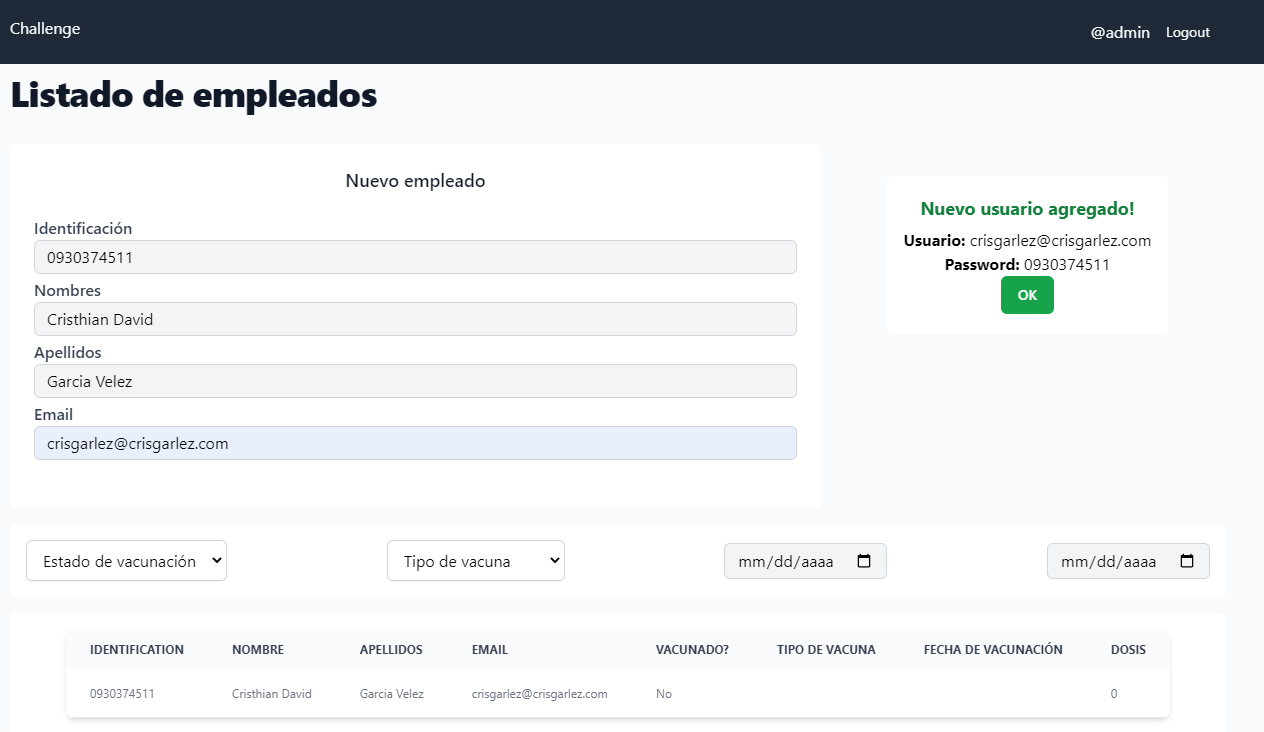 Challenge
@admin Logout
Listado de empleados
Nuevo empleado
Identificación
0930374511
Nombres
Cristhian David
Apellidos
Garcia Velez
Email
crisgarlez@crisgarlez.com
Nuevo usuario agregado!
Usuario: crisgarlez@crisgarlez.com
Password: 0930374511
OK
Estado de vacunación Tipo de vacuna mm/dd/aaaa mm/dd/aaaa
IDENTIFICATION NOMBRE APELLIDOS EMAIL VACUNADO? TIPO DE VACUNA FECHA DE VACUNACIÓN DOSIS
0930374511 Cristhian David Garcia Velez crisgarlez@crisgarlez.com No 0